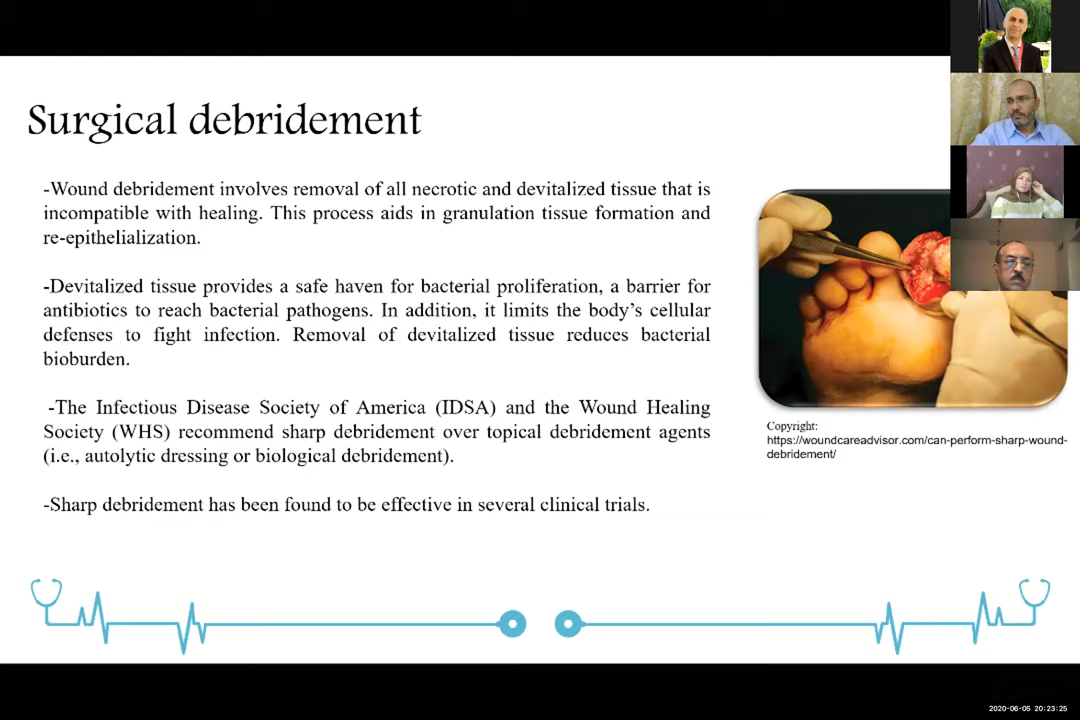 Surgical debridement
-Wound debridement involves removal of all necrotic and devitalized tissue that is
incompatible with healing. This process aids in granulation tissue formation and
re-epithelialization.
-Devitalized tissue provides a safe haven for bacterial proliferation, a barrier for
antibiotics to reach bacterial pathogens. In addition, it limits the body’s cellular
defenses to fight infection. Removal of devitalized tissue reduces bacterial
bioburden.
-The Infectious Disease Society of America (IDSA) and the Wound Healing
Society (WHS) recommend sharp debridement over topical debridement agents
(i.e., autolytic dressing or biological debridement).
-Sharp debridement has been found to be effective in several clinical trials.
Copyright:
https://woundcareadvisor.com/can-perform-sharp-wound-
debridement/
2020-06-05 20:23:25